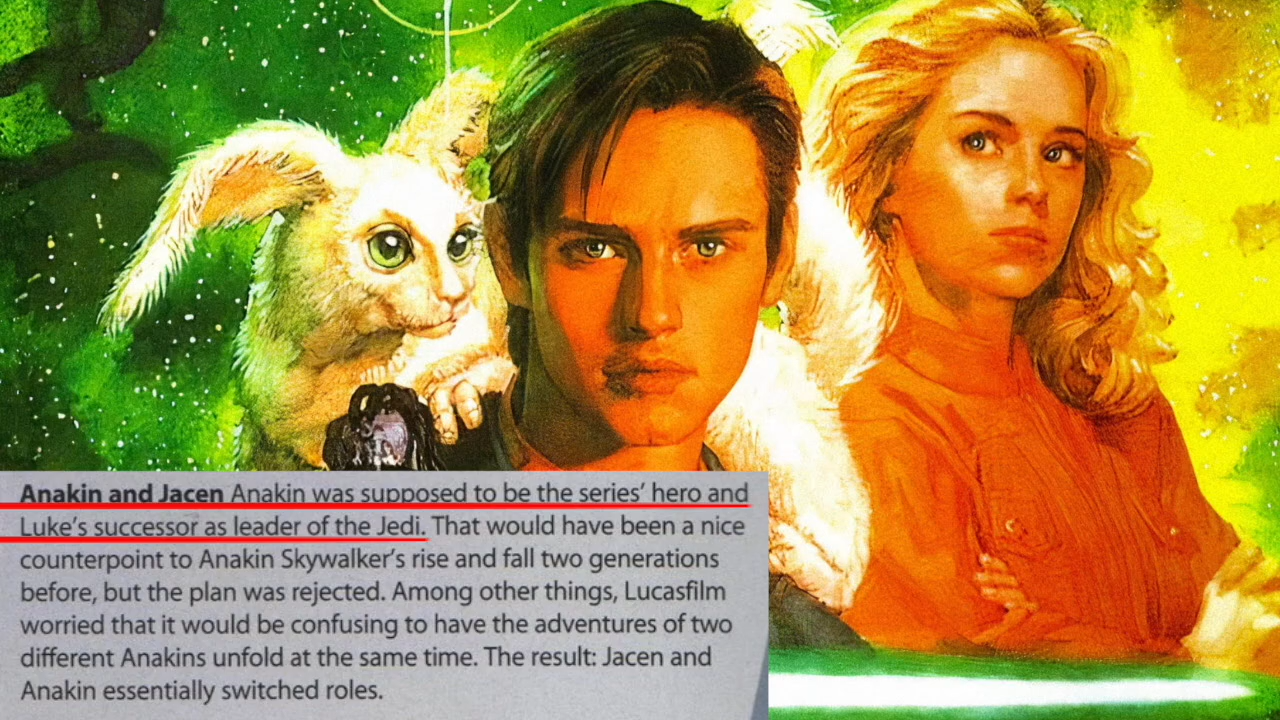 Anakin and Jacen Anakin was supposed to be the series' hero and
Luke's successor as leader of the Jedi. That would have been a nice
counterpoint to Anakin Skywalker's rise and fall two generations
before, but the plan was rejected. Among other things, Lucasfilm
worried that it would be confusing to have the adventures of two
different Anakins unfold at the same time. The result: Jacen and
Anakin essentially switched roles.